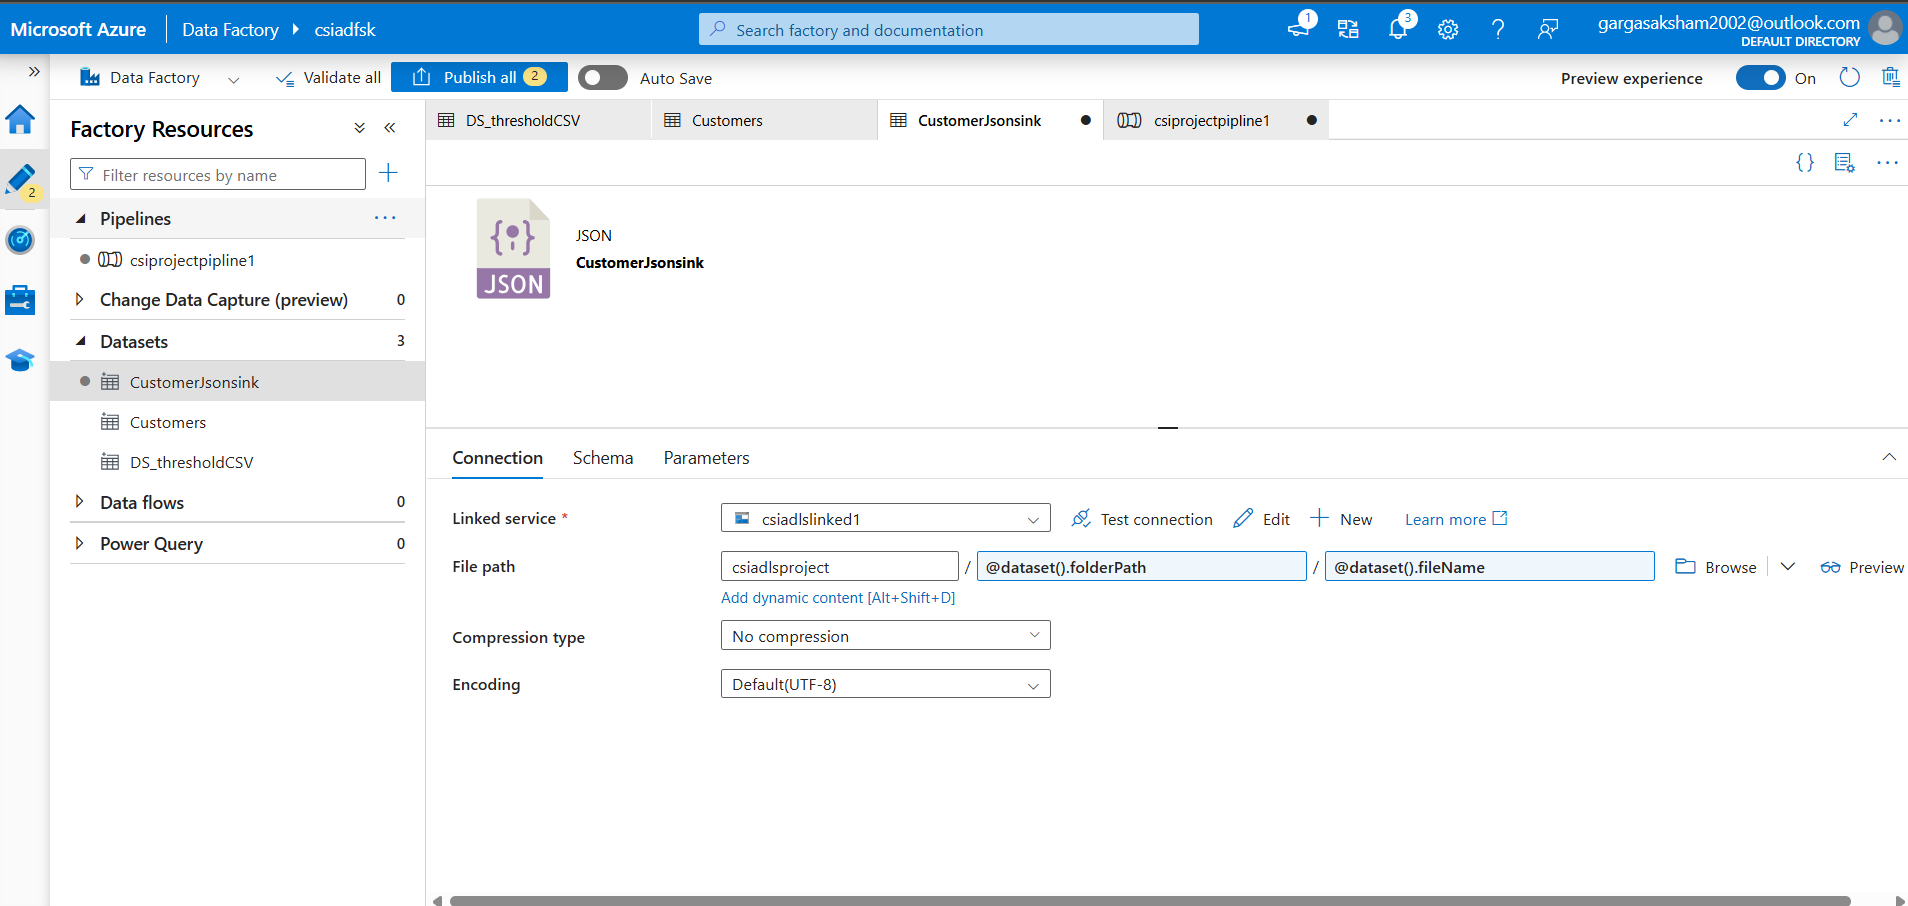 Microsoft Azure
Data Factory
csiadfsk
Search factory and documentation
1
3
gargasaksham2002@outlook.com
DEFAULT DIRECTORY
Data Factory
Validate all
Publish all 2
Auto Save
Preview experience
On
2
Factory Resources
Filter resources by name
Pipelines
csiprojectpipline1
Change Data Capture (preview) 0
Datasets 3
CustomerJsonsink
Customers
DS_thresholdCSV
Data flows 0
Power Query 0
DS_thresholdCSV
Customers
CustomerJsonsink
csiprojectpipline1
{}
JSON
JSON
CustomerJsonsink
Connection Schema Parameters
Linked service * csiadlslinked1 Test connection Edit New Learn more
File path csiadlsproject / @dataset().folderPath / @dataset().fileName Browse Preview
Add dynamic content [Alt+Shift+D]
Compression type No compression
Encoding Default(UTF-8)